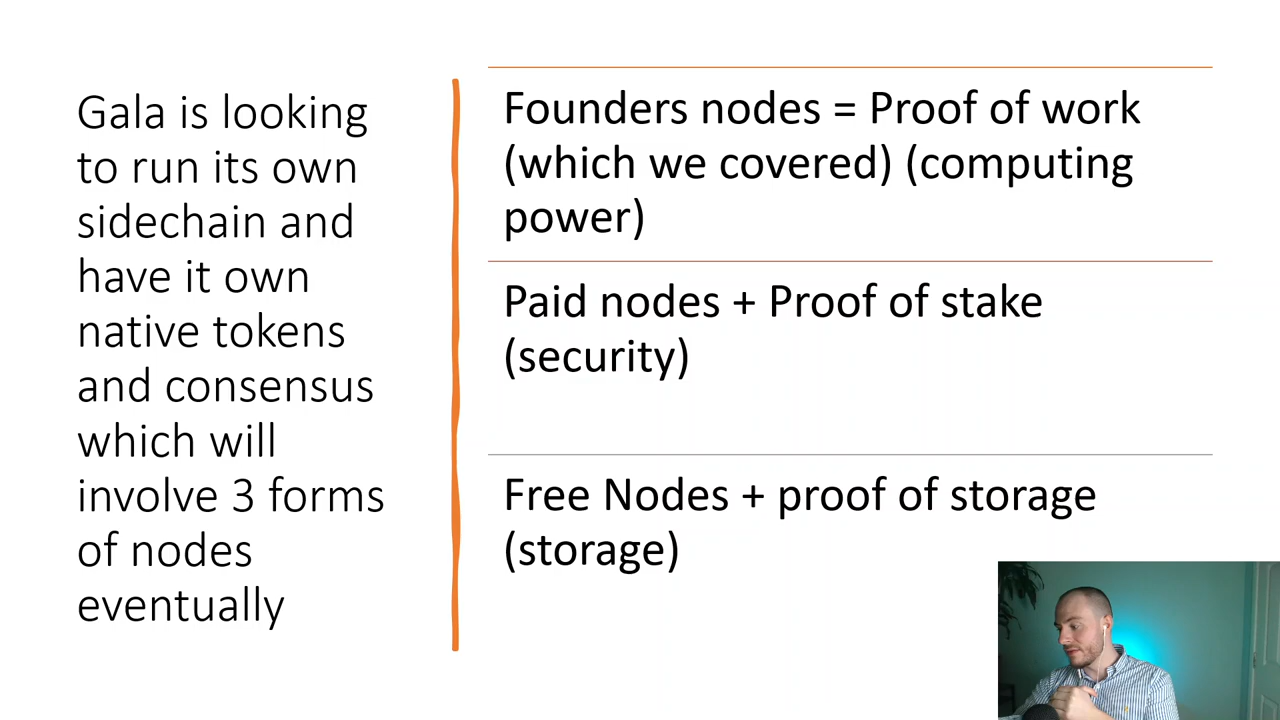 Gala is looking
to run its own
sidechain and
have it own
native tokens
and consensus
which will
involve 3 forms
of nodes
eventually
Founders nodes = Proof of work
(which we covered) (computing
power)
Paid nodes + Proof of stake
(security)
Free Nodes + proof of storage
(storage)